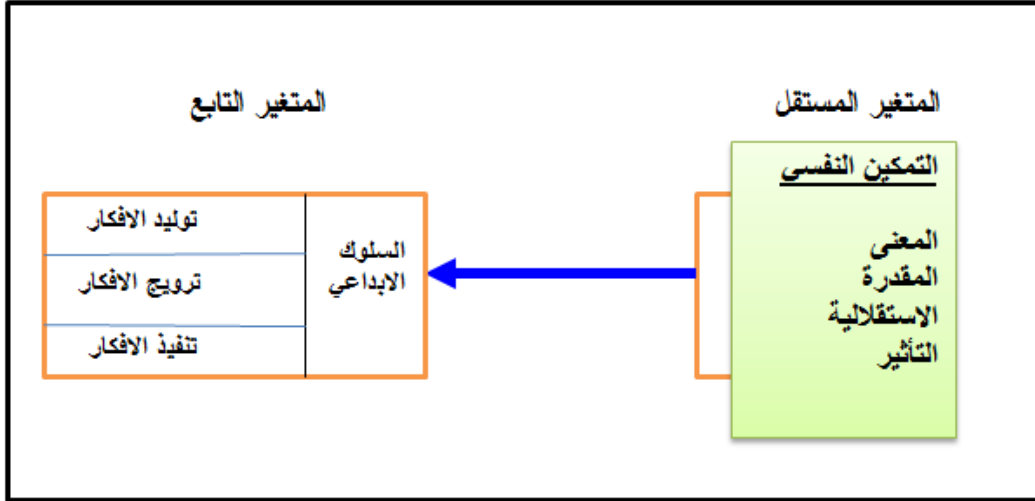 المتغير المستقل
المتغير التابع
التمكين النفسي
المعنى
المقدرة
الاستقلالية
التأثير
السلوك
الابداعي
توليد الافكار
ترويج الافكار
تنفيذ الافكار